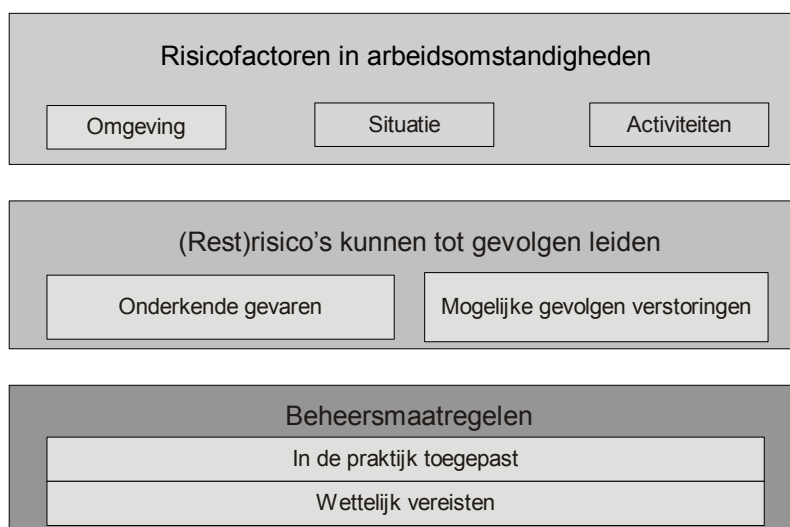 Risicofactoren in arbeidsomstandigheden
Omgeving
Situatie
Activiteiten
(Rest)risico's kunnen tot gevolgen leiden
Onderkende gevaren
Mogelijke gevolgen verstoringen
Beheersmaatregelen
In de praktijk toegepast
Wettelijk vereisten